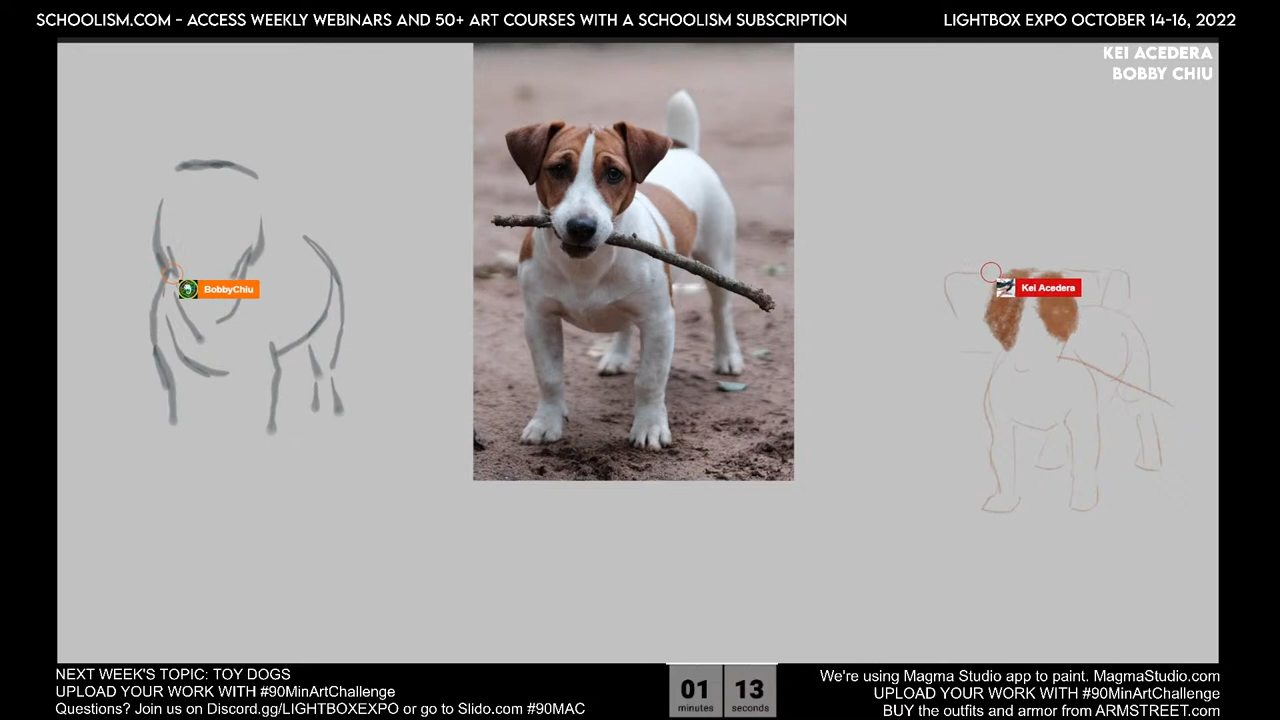 SCHOOLISM.COM - ACCESS WEEKLY WEBINARS AND 50+ ART COURSES WITH A SCHOOLISM SUBSCRIPTION
LIGHTBOX EXPO OCTOBER 14-16, 2022
KEI ACEDERA
BOBBY CHIU
BobbyChiu
Kei Acedera
NEXT WEEK'S TOPIC: TOY DOGS
UPLOAD YOUR WORK WITH #90MinArtChallenge
Questions? Join us on Discord.gg/LIGHTBOXEXPO or go to Slido.com #90MAC
01 13
minutes seconds
We're using Magma Studio app to paint. MagmaStudio.com
UPLOAD YOUR WORK WITH #90MinArtChallenge
BUY the outfits and armor from ARMSTREET.com